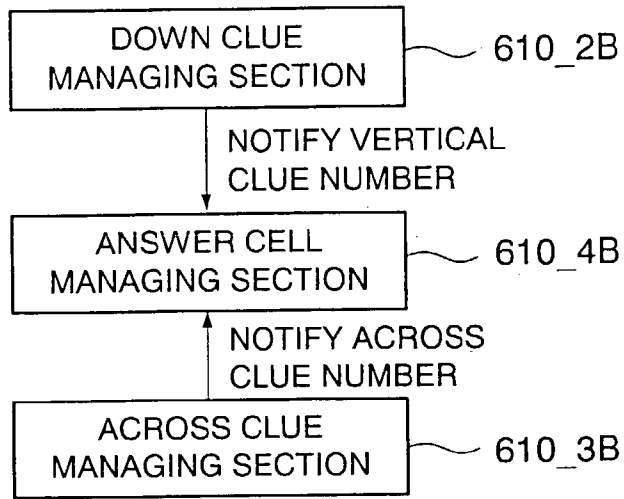 DOWN CLUE
MANAGING SECTION
610_2B
NOTIFY VERTICAL
CLUE NUMBER
ANSWER CELL
MANAGING SECTION
610_4B
NOTIFY ACROSS
CLUE NUMBER
ACROSS CLUE
MANAGING SECTION
610_3B